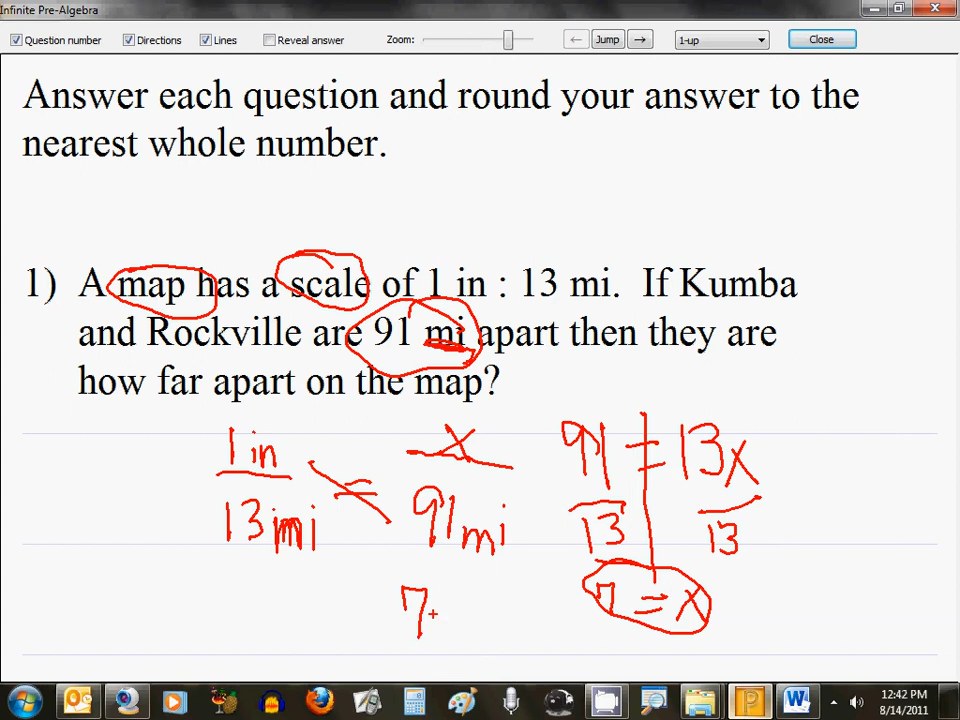 Infinite Pre-Algebra
Question number Directions Lines Reveal answer Zoom: ← Jump → 1-up Close
Answer each question and round your answer to the
nearest whole number.
1) A map has a scale of 1 in : 13 mi. If Kumba
and Rockville are 91 mi apart then they are
how far apart on the map?
1 in = x 91 = 13x
13 mi 91 mi 13 13
7 7 = x
12:42 PM
8/14/2011